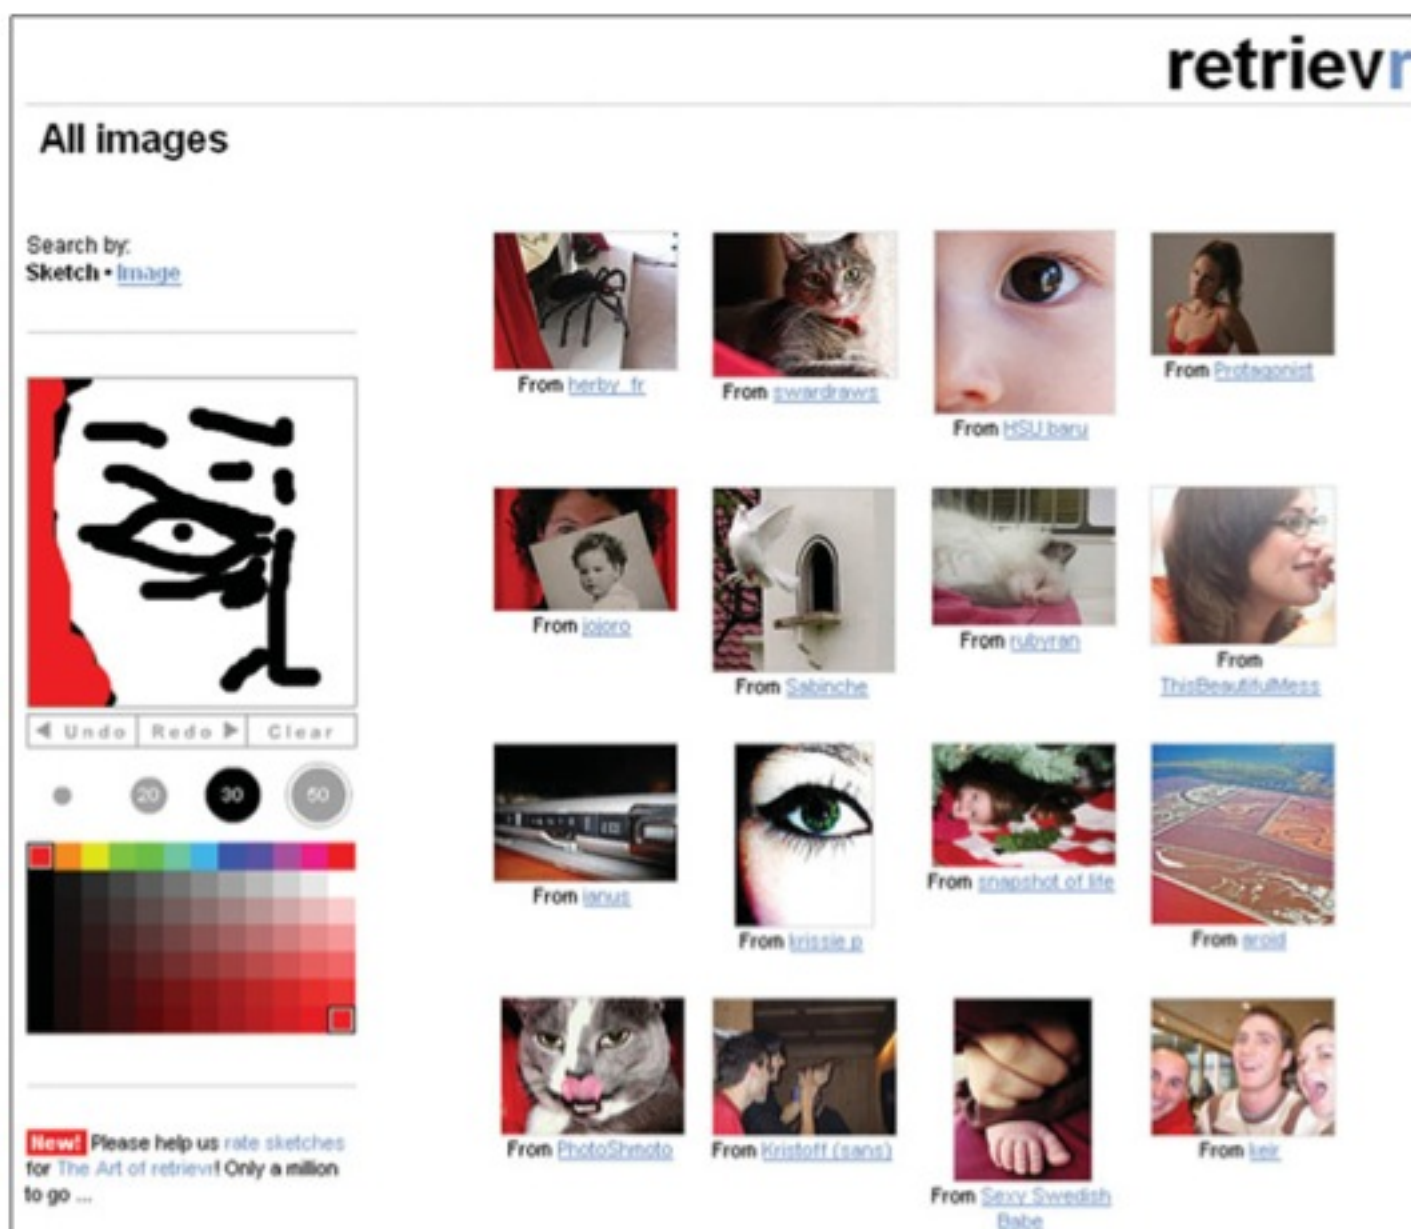 retrievr
All images
Search by:
Sketch • Image
Undo Redo Clear
20 30 50
New! Please help us rate sketches
for The Art of retrievr! Only a million
to go ...
From herby_fr
From swardraws
From HSU baru
From Protagonist
From jojoro
From Sabinche
From rubyran
From
ThisBeautifulMess
From ianus
From krissie.p
From snapshot of life
From aroid
From PhotoShmoto
From Kristoff (sans)
From Sexy Swedish
Babe
From keir